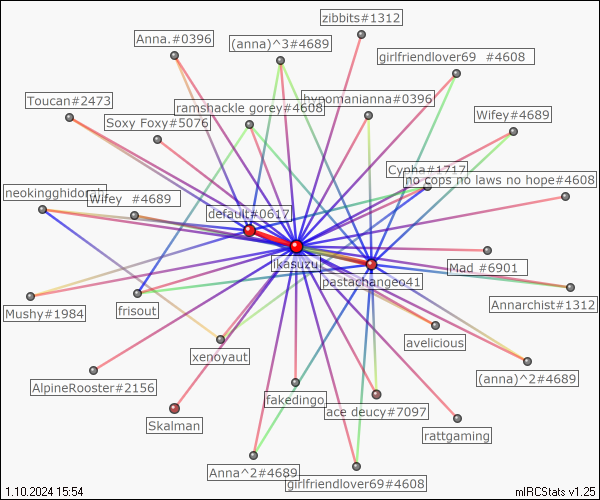 zibbits#1312
Anna.#0396
(anna)^3#4689
girlfriendlover69 #4608
Toucan#2473
hypomanianna#0396
ramshackle gorey#4608
Wifey#4689
Soxy Foxy#5076
Cypha#1717
no cops no laws no hope#4608
Wifey #4689
default#0617
ikasuzu
Mad #6901
pastachangeo41
Annarchist#1312
Mushy#1984
frisout
avelicious
xenoyaut
(anna)^2#4689
AlpineRooster#2156
fakedingo
ace deucy#7097
Skalman
rattgaming
Anna^2#4689
girlfriendlover69#4608
1.10.2024 15:54
mIRCStats v1.25